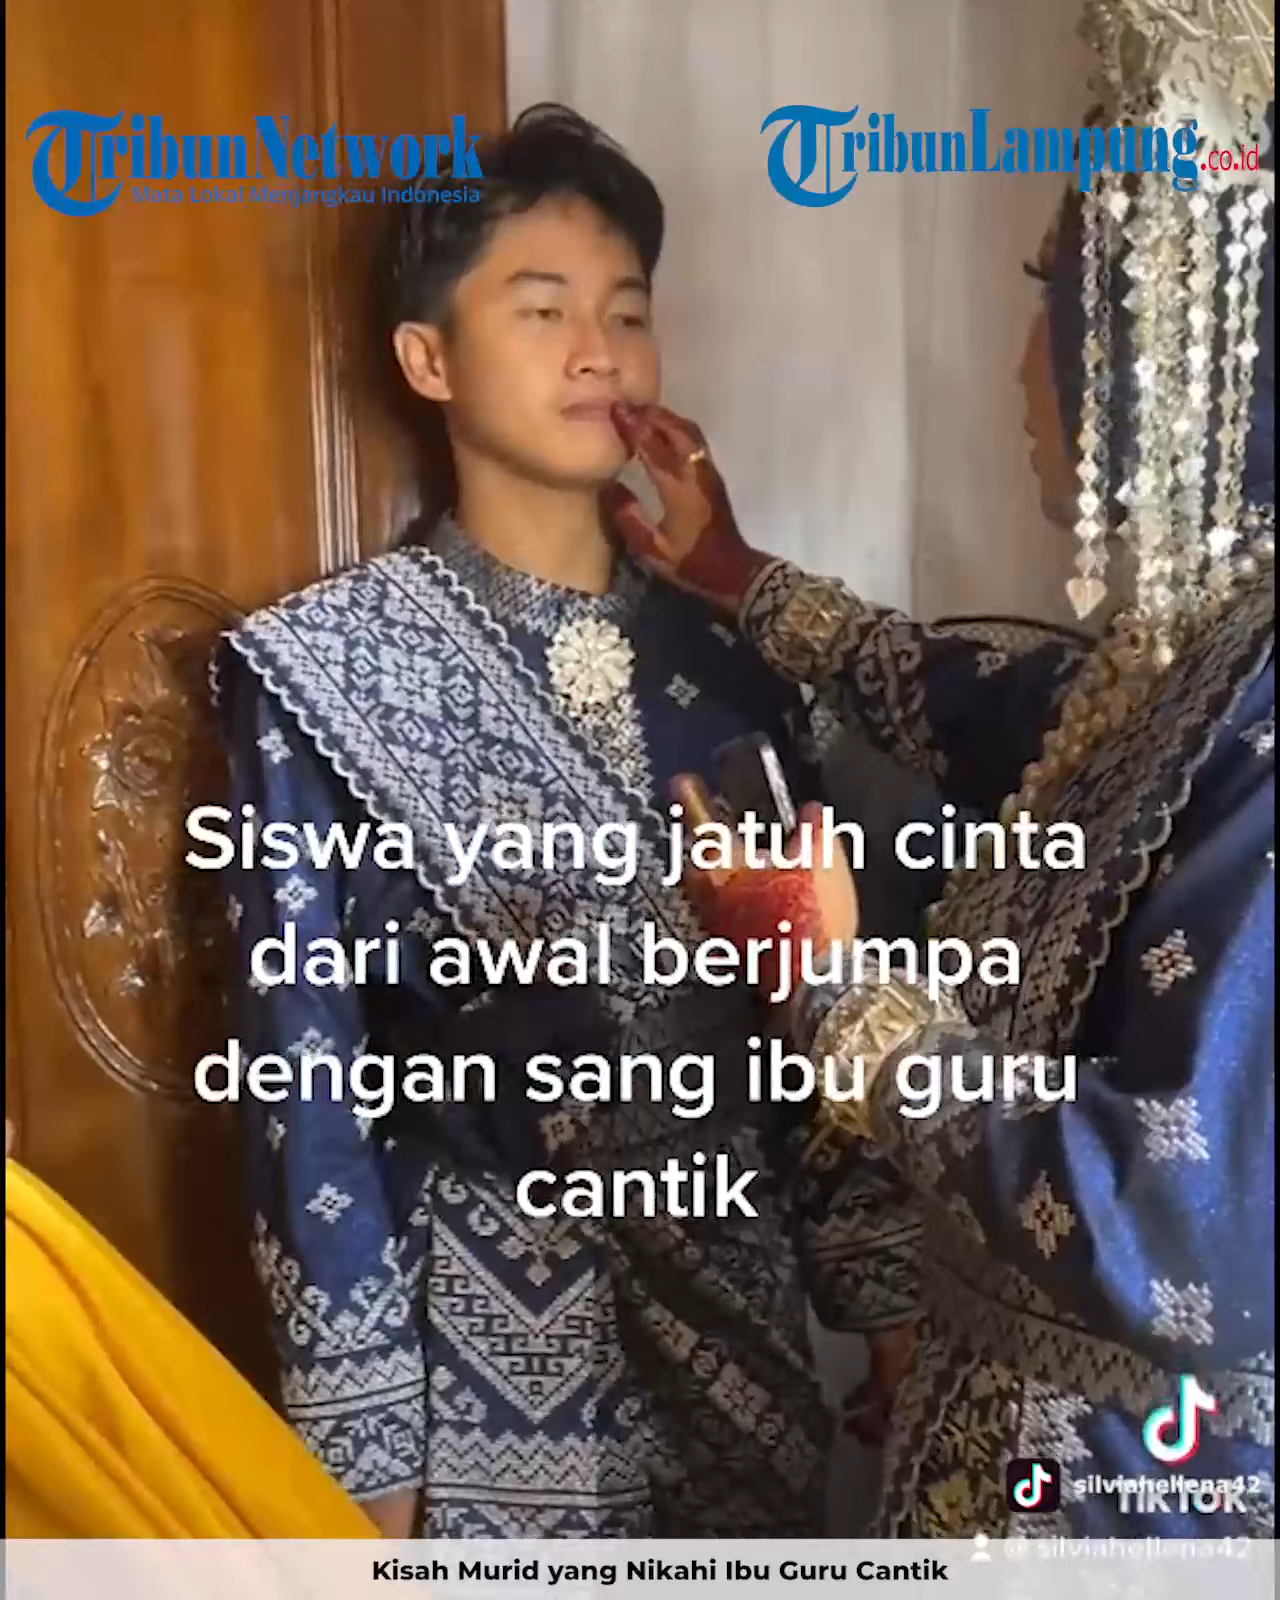 TribunNetwork
Mata Lokal Menjangkau Indonesia
TribunLampung.co.id
Siswa yang jatuh cinta
dari awal berjumpa
dengan sang ibu guru
cantik
silviahellena42
TikTok
@ silviahellena42
Kisah Murid yang Nikahi Ibu Guru Cantik